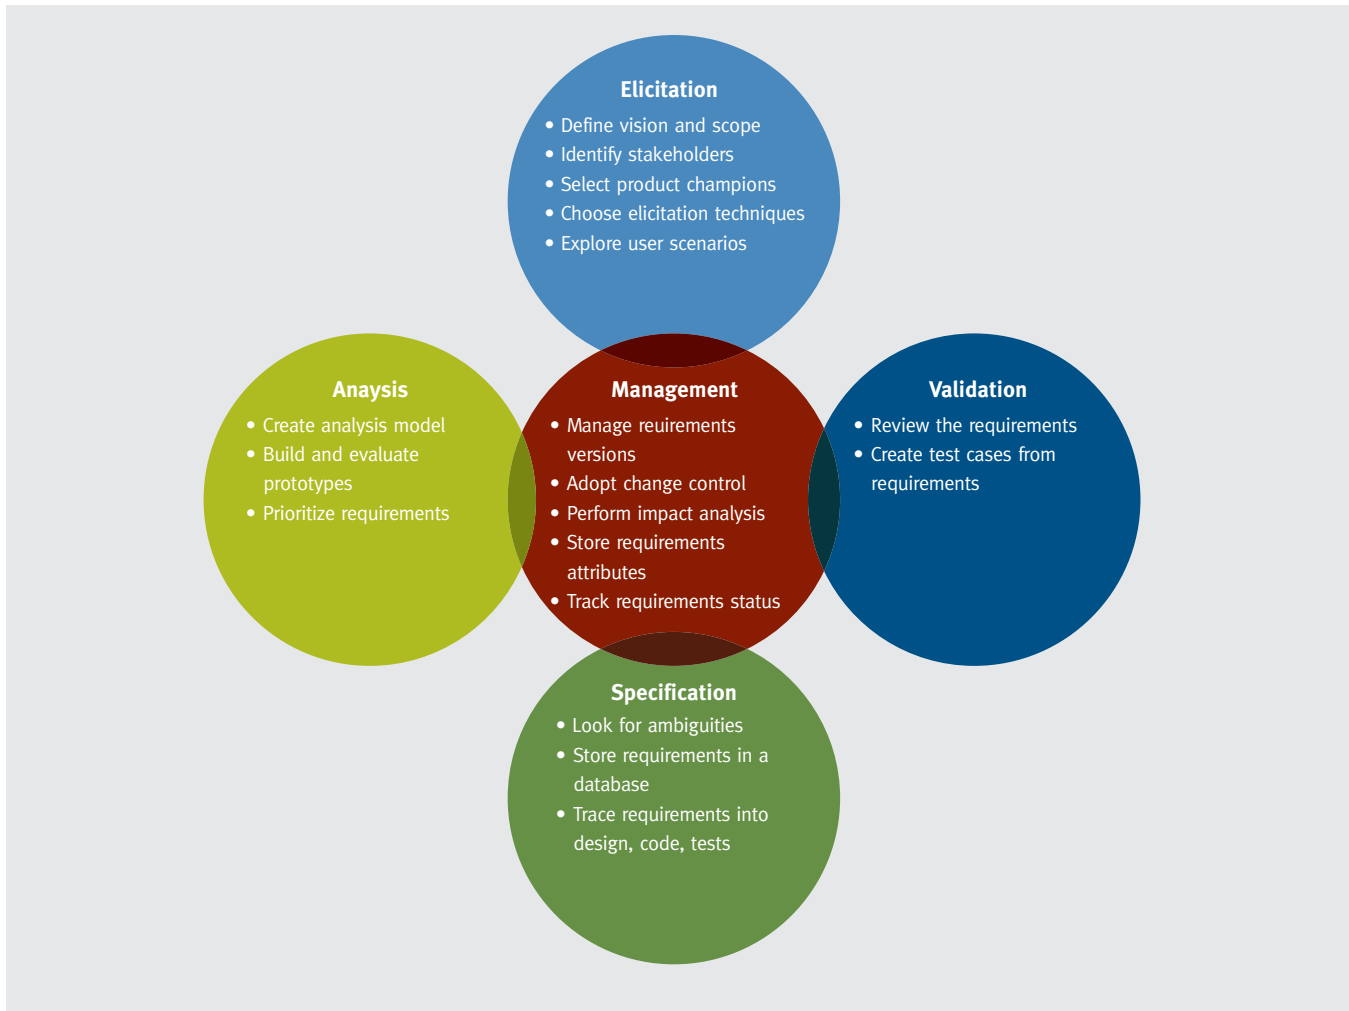 Elicitation
• Define vision and scope
• Identify stakeholders
• Select product champions
• Choose elicitation techniques
• Explore user scenarios
Anaysis
• Create analysis model
• Build and evaluate
prototypes
• Prioritize requirements
Management
• Manage reuirements
versions
• Adopt change control
• Perform impact analysis
• Store requirements
attributes
• Track requirements status
Validation
• Review the requirements
• Create test cases from
requirements
Specification
• Look for ambiguities
• Store requirements in a
database
• Trace requirements into
design, code, tests